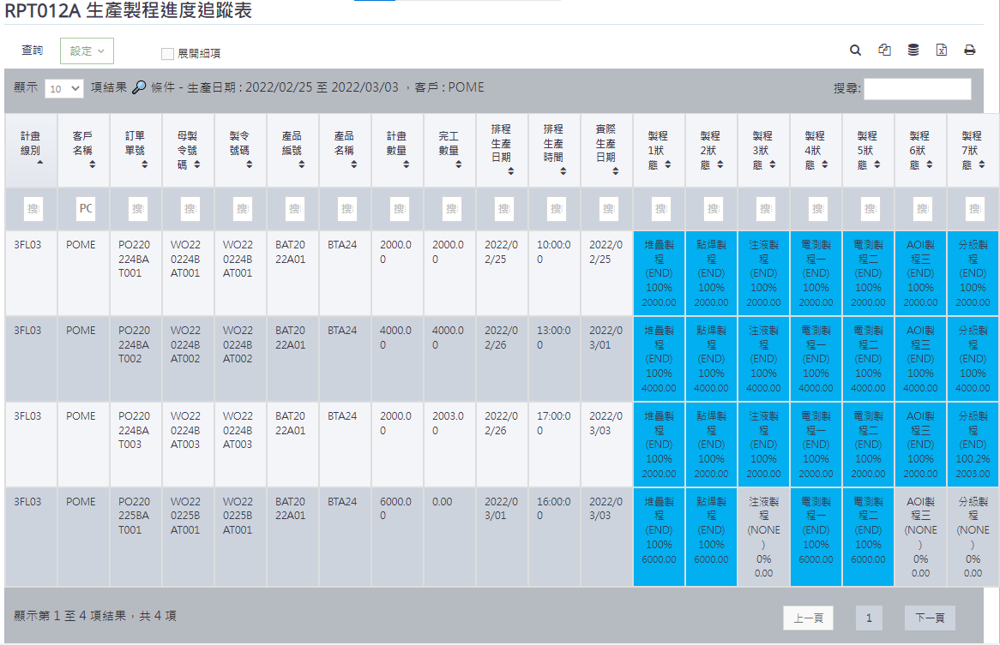 RPT012A 生產製程進度追蹤表
查詢 設定 展開細項
顯示 10 項結果 條件 - 生產日期 : 2022/02/25 至 2022/03/03 ，客戶 : POME 搜尋:
計畫線別 客戶名稱 訂單單號 母製令號碼 製令號碼 產品編號 產品名稱 計畫數量 完工數量 排程生產日期 排程生產時間 實際生產日期 製程1狀態 製程2狀態 製程3狀態 製程4狀態 製程5狀態 製程6狀態 製程7狀態
搜 PC 搜 搜 搜 搜 搜 搜 搜 搜 搜 搜 搜 搜 搜 搜 搜 搜 搜
3FL03 POME PO220224BAT001 WO220224BAT001 WO220224BAT001 BAT2022A01 BTA24 2000.00 2000.00 2022/02/25 10:00:00 2022/02/25 堆疊製程(END) 100% 2000.00 點焊製程(END) 100% 2000.00 注液製程(END) 100% 2000.00 電測製程一(END) 100% 2000.00 電測製程二(END) 100% 2000.00 AOI製程三(END) 100% 2000.00 分級製程(END) 100% 2000.00
3FL03 POME PO220224BAT002 WO220224BAT002 WO220224BAT002 BAT2022A01 BTA24 4000.00 4000.00 2022/02/26 13:00:00 2022/03/01 堆疊製程(END) 100% 4000.00 點焊製程(END) 100% 4000.00 注液製程(END) 100% 4000.00 電測製程一(END) 100% 4000.00 電測製程二(END) 100% 4000.00 AOI製程三(END) 100% 4000.00 分級製程(END) 100% 4000.00
3FL03 POME PO220224BAT003 WO220224BAT003 WO220224BAT003 BAT2022A01 BTA24 2000.00 2003.00 2022/02/26 17:00:00 2022/03/03 堆疊製程(END) 100% 2000.00 點焊製程(END) 100% 2000.00 注液製程(END) 100% 2000.00 電測製程一(END) 100% 2000.00 電測製程二(END) 100% 2000.00 AOI製程三(END) 100% 2000.00 分級製程(END) 100.2% 2003.00
3FL03 POME PO220225BAT001 WO220225BAT001 WO220225BAT001 BAT2022A01 BTA24 6000.00 0.00 2022/03/01 16:00:00 2022/03/03 堆疊製程(END) 100% 6000.00 點焊製程(END) 100% 6000.00 注液製程(NONE) 0% 0.00 電測製程一(END) 100% 6000.00 電測製程二(END) 100% 6000.00 AOI製程三(NONE) 0% 0.00 分級製程(NONE) 0% 0.00
顯示第 1 至 4 項結果，共 4 項 上一頁 1 下一頁